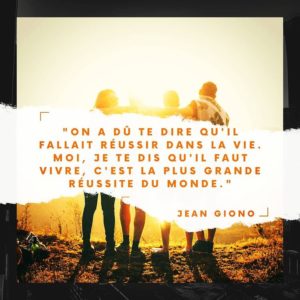 "ON A DÛ TE DIRE QU'IL
FALLAIT RÉUSSIR DANS LA VIE.
MOI, JE TE DIS QU'IL FAUT
VIVRE, C'EST LA PLUS GRANDE
RÉUSSITE DU MONDE."
JEAN GIONO